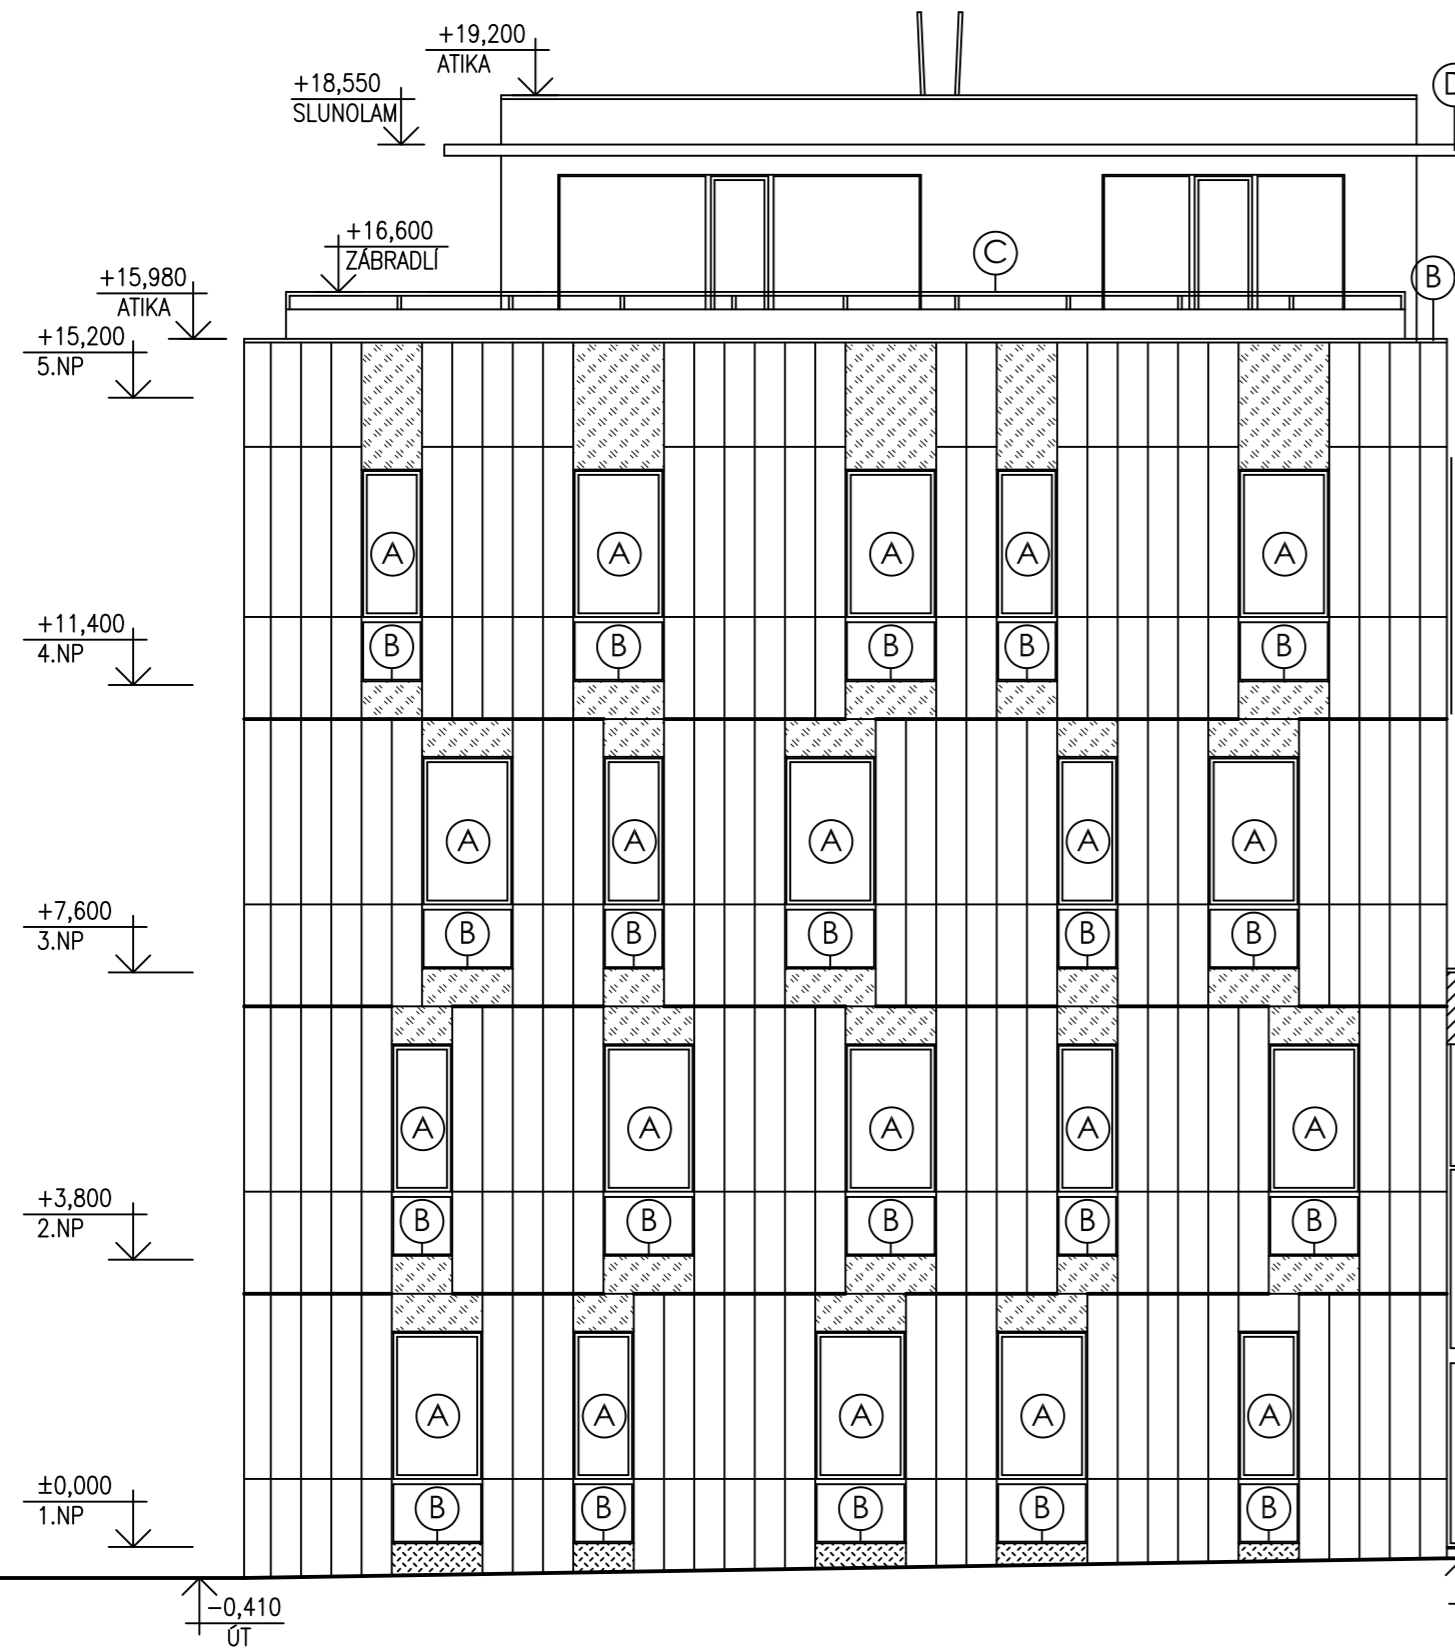 +19,200
ATIKA
+18,550
SLUNOLAM
D
+16,600
ZÁBRADLÍ
C
+15,980
ATIKA
B
+15,200
5.NP
A A A A A
+11,400
4.NP
B B B B B
A A A A A
+7,600
3.NP
B B B B B
A A A A A
+3,800
2.NP
B B B B B
A A A A A
±0,000
1.NP
B B B B B
-0,410
ÚT